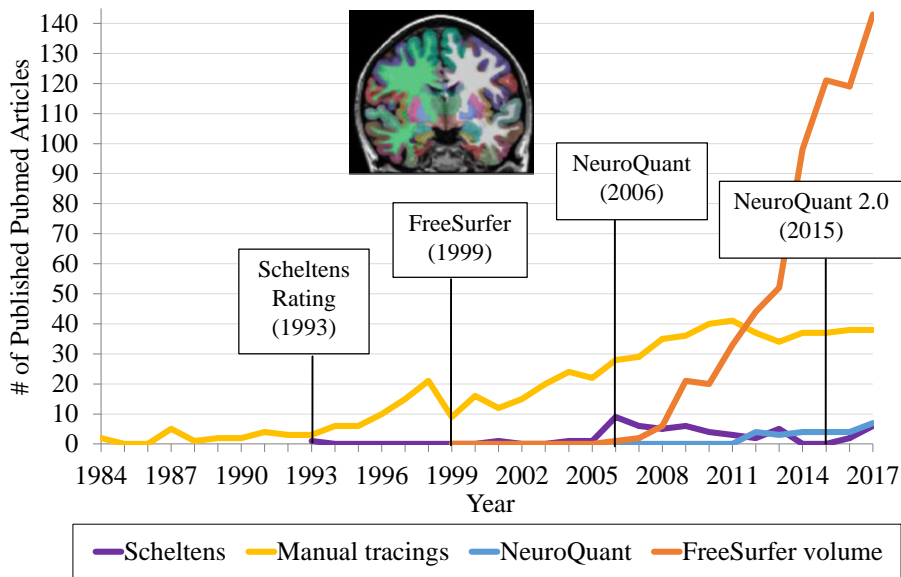 # of Published Pubmed Articles
140
130
120
110
100
90
80
70
60
50
40
30
20
10
0
NeuroQuant
(2006)
NeuroQuant 2.0
(2015)
FreeSurfer
(1999)
Scheltens
Rating
(1993)
1984 1987 1990 1993 1996 1999 2002 2005 2008 2011 2014 2017
Year
Scheltens Manual tracings NeuroQuant FreeSurfer volume